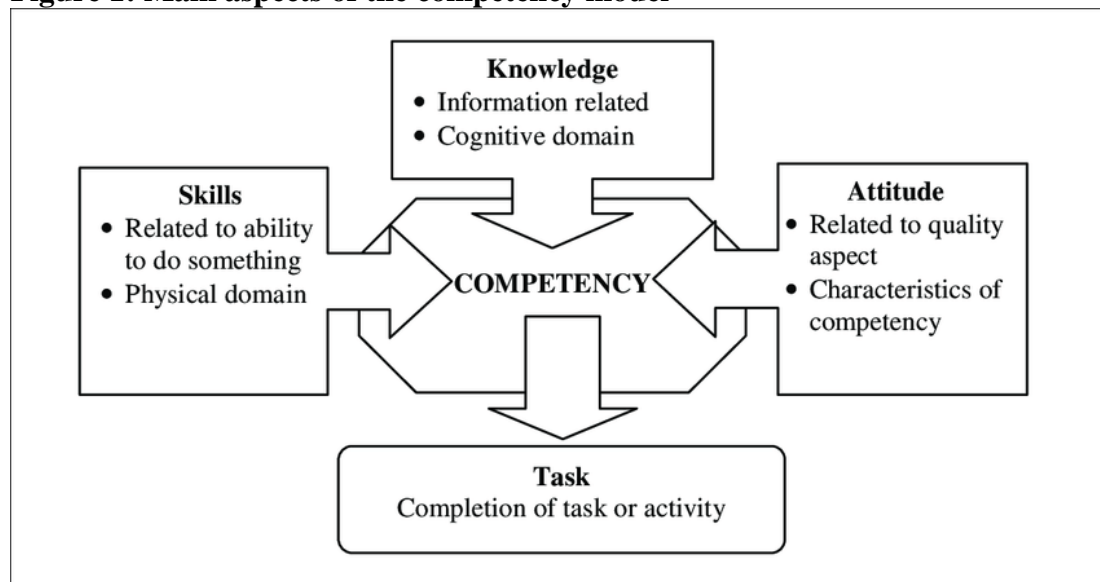 Figure 2: Main aspects of the competency model
Knowledge
• Information related
• Cognitive domain
Skills
• Related to ability
to do something
• Physical domain
Attitude
• Related to quality
aspect
• Characteristics of
competency
COMPETENCY
Task
Completion of task or activity